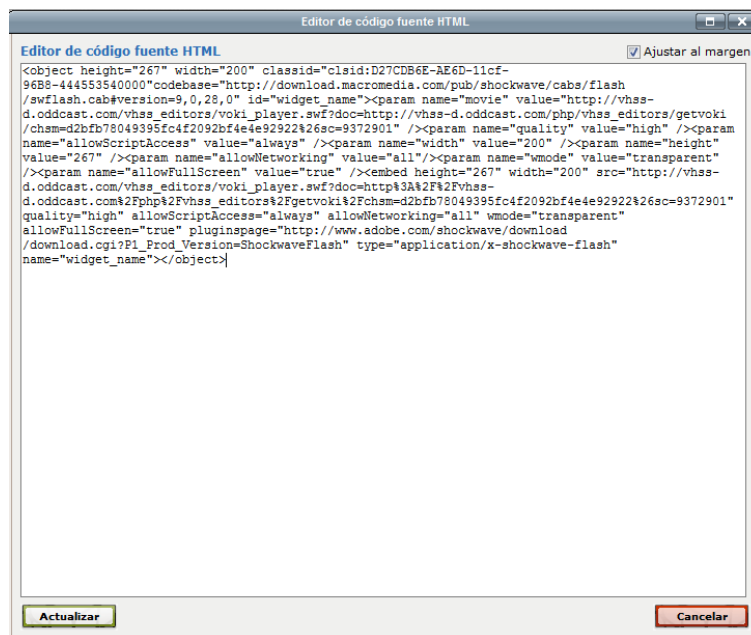 Editor de código fuente HTML
Editor de código fuente HTML
Ajustar al margen
<object height="267" width="200" classid="clsid:D27CDB6E-AE6D-11cf-
96B8-444553540000"codebase="http://download.macromedia.com/pub/shockwave/cabs/flash
/swflash.cab#version=9,0,28,0" id="widget_name"><param name="movie" value="http://vhss-
d.oddcast.com/vhss_editors/voki_player.swf?doc=http://vhss-d.oddcast.com/php/vhss_editors/getvoki
/chsm=d2bfb78049395fc4f2092bf4e4e92922%26sc=9372901" /><param name="quality" value="high" /><param
name="allowScriptAccess" value="always" /><param name="width" value="200" /><param name="height"
value="267" /><param name="allowNetworking" value="all"/><param name="wmode" value="transparent"
/><param name="allowFullScreen" value="true" /><embed height="267" width="200" src="http://vhss-
d.oddcast.com/vhss_editors/voki_player.swf?doc=http%3A%2F%2Fvhss-
d.oddcast.com%2Fphp%2Fvhss_editors%2Fgetvoki%2Fchsm=d2bfb78049395fc4f2092bf4e4e92922%26sc=9372901"
quality="high" allowScriptAccess="always" allowNetworking="all" wmode="transparent"
allowFullScreen="true" pluginspage="http://www.adobe.com/shockwave/download
/download.cgi?P1_Prod_Version=ShockwaveFlash" type="application/x-shockwave-flash"
name="widget_name"></object>
Actualizar
Cancelar